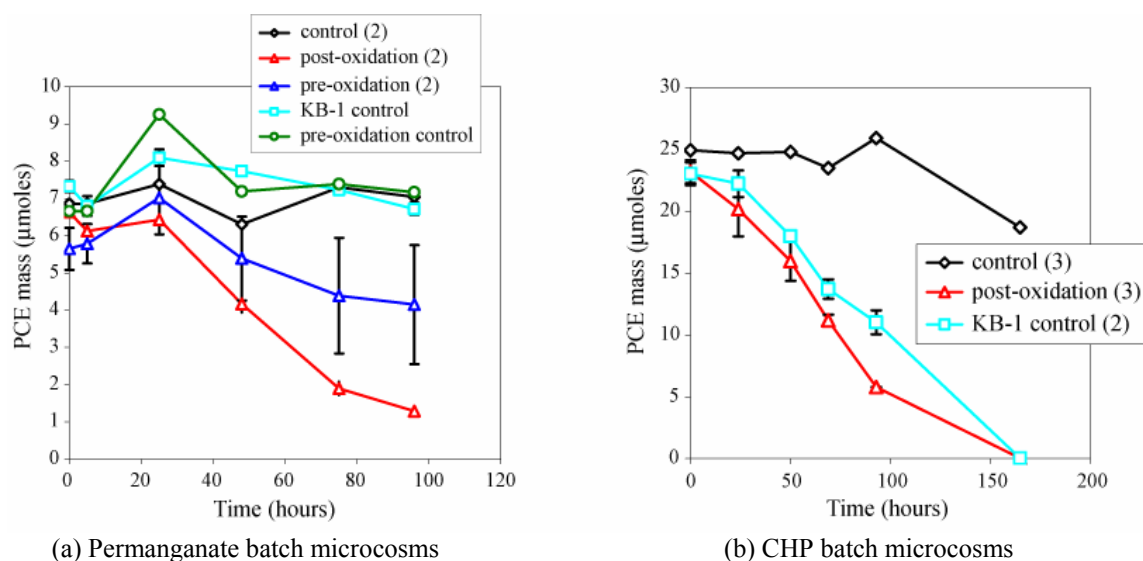 control (2)
post-oxidation (2)
pre-oxidation (2)
KB-1 control
pre-oxidation control
10
9
8
7
6
5
4
3
2
1
0
PCE mass (µmoles)
0 20 40 60 80 100 120
Time (hours)
(a) Permanganate batch microcosms
30
25
20
15
10
5
0
PCE mass (µmoles)
control (3)
post-oxidation (3)
KB-1 control (2)
0 50 100 150 200
Time (hours)
(b) CHP batch microcosms